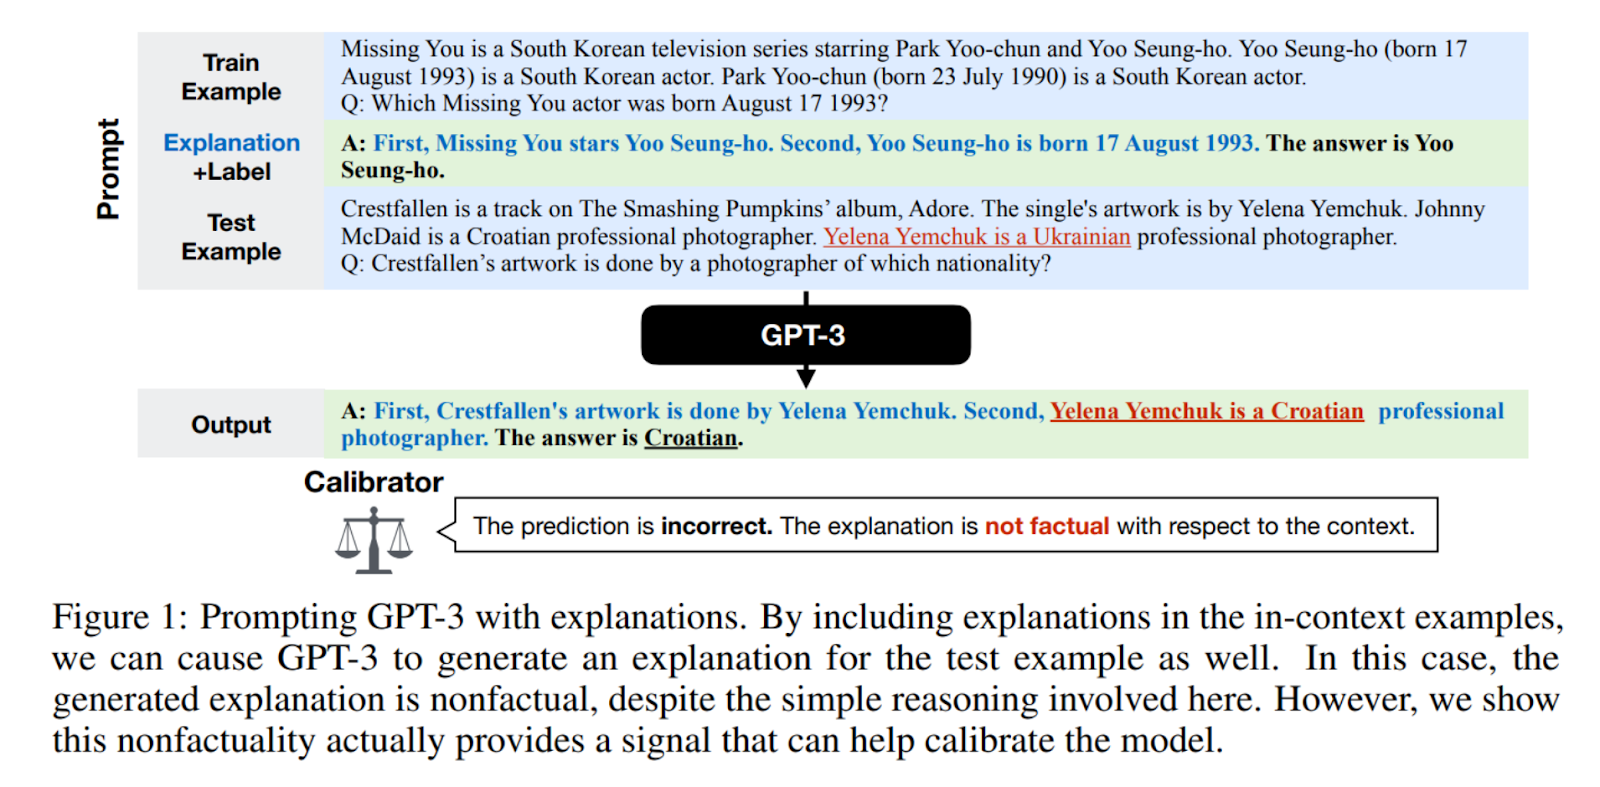 Prompt
Train
Example
Missing You is a South Korean television series starring Park Yoo-chun and Yoo Seung-ho. Yoo Seung-ho (born 17
August 1993) is a South Korean actor. Park Yoo-chun (born 23 July 1990) is a South Korean actor.
Q: Which Missing You actor was born August 17 1993?
Explanation
+Label
A: First, Missing You stars Yoo Seung-ho. Second, Yoo Seung-ho is born 17 August 1993. The answer is Yoo
Seung-ho.
Test
Example
Crestfallen is a track on The Smashing Pumpkins’ album, Adore. The single's artwork is by Yelena Yemchuk. Johnny
McDaid is a Croatian professional photographer. Yelena Yemchuk is a Ukrainian professional photographer.
Q: Crestfallen’s artwork is done by a photographer of which nationality?
GPT-3
Output
A: First, Crestfallen's artwork is done by Yelena Yemchuk. Second, Yelena Yemchuk is a Croatian professional
photographer. The answer is Croatian.
Calibrator
The prediction is incorrect. The explanation is not factual with respect to the context.
Figure 1: Prompting GPT-3 with explanations. By including explanations in the in-context examples,
we can cause GPT-3 to generate an explanation for the test example as well. In this case, the
generated explanation is nonfactual, despite the simple reasoning involved here. However, we show
this nonfactuality actually provides a signal that can help calibrate the model.